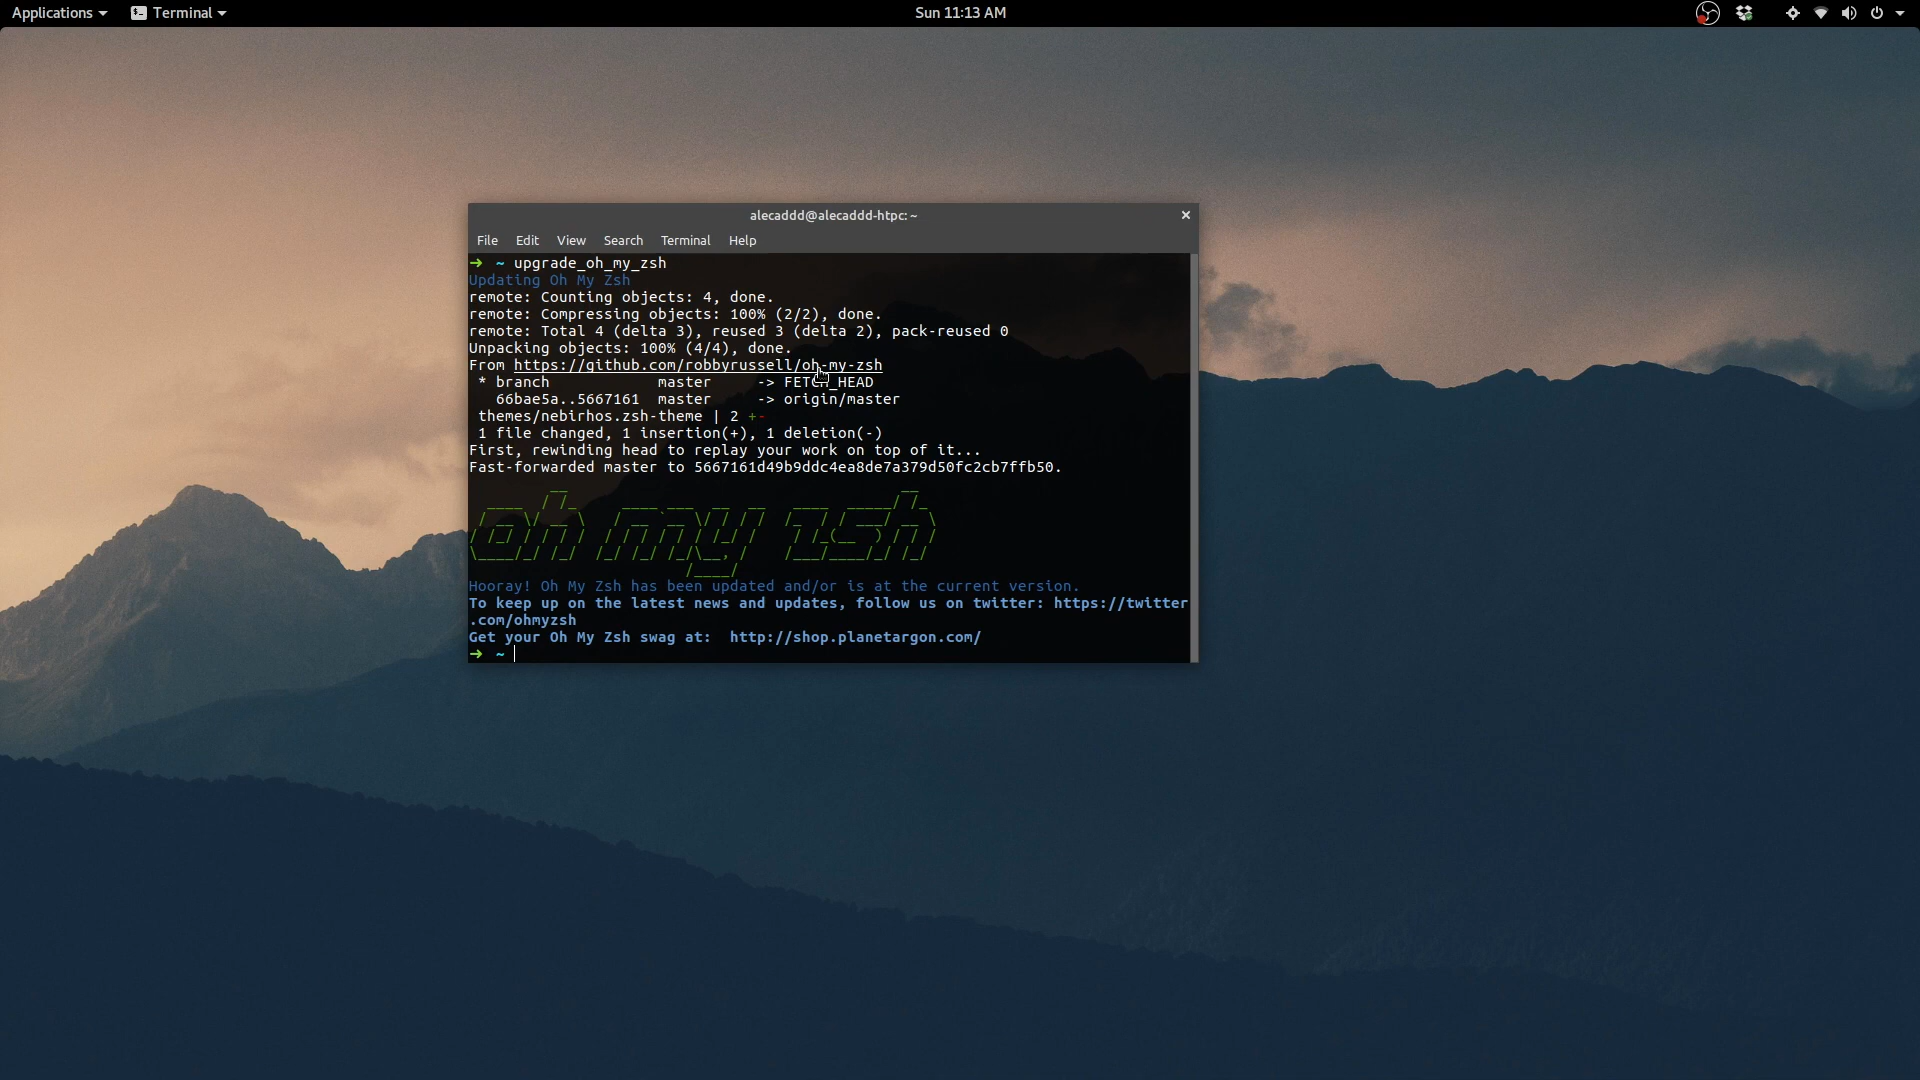 Applications Terminal Sun 11:13 AM
alecaddd@alecaddd-htpc: ~
File Edit View Search Terminal Help
➜ ~ upgrade_oh_my_zsh
Updating Oh My Zsh
remote: Counting objects: 4, done.
remote: Compressing objects: 100% (2/2), done.
remote: Total 4 (delta 3), reused 3 (delta 2), pack-reused 0
Unpacking objects: 100% (4/4), done.
From https://github.com/robbyrussell/oh-my-zsh
* branch master -> FETCH_HEAD
66bae5a..5667161 master -> origin/master
themes/nebirhos.zsh-theme | 2 +-
1 file changed, 1 insertion(+), 1 deletion(-)
First, rewinding head to replay your work on top of it...
Fast-forwarded master to 5667161d49b9ddc4ea8de7a379d50fc2cb7ffb50.
oh my zsh
Hooray! Oh My Zsh has been updated and/or is at the current version.
To keep up on the latest news and updates, follow us on twitter: https://twitter
.com/ohmyzsh
Get your Oh My Zsh swag at: http://shop.planetargon.com/
➜ ~